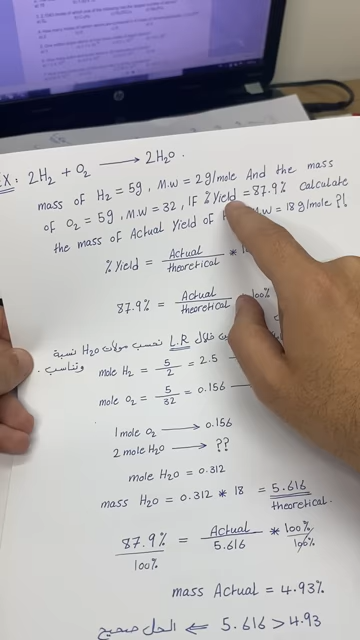 EX: 2H₂ + O₂ ⟶ 2H₂O.
mass of H₂ = 5g, M.W = 2g/mole And the mass
of O₂ = 5g, M.W = 32, IF %Yield = 87.9% Calculate
the mass of Actual Yield of M.W = 18 g/mole ?!
%Yield = Actual / theoretical *
87.9% = Actual / theoretical * 100%
خلال L.R نحسب مولات H₂O نسبة
وتناسب.
mole H₂ = 5/2 = 2.5
mole O₂ = 5/32 = 0.156
1 mole O₂ ⟶ 0.156
2 mole H₂O ⟶ ??
mole H₂O = 0.312
mass H₂O = 0.312 * 18 = 5.616
theoretical.
87.9%/100% = Actual/5.616 * 100%/100%
mass Actual = 4.93%
5.616 > 4.93 ⇐ الحل صحيح